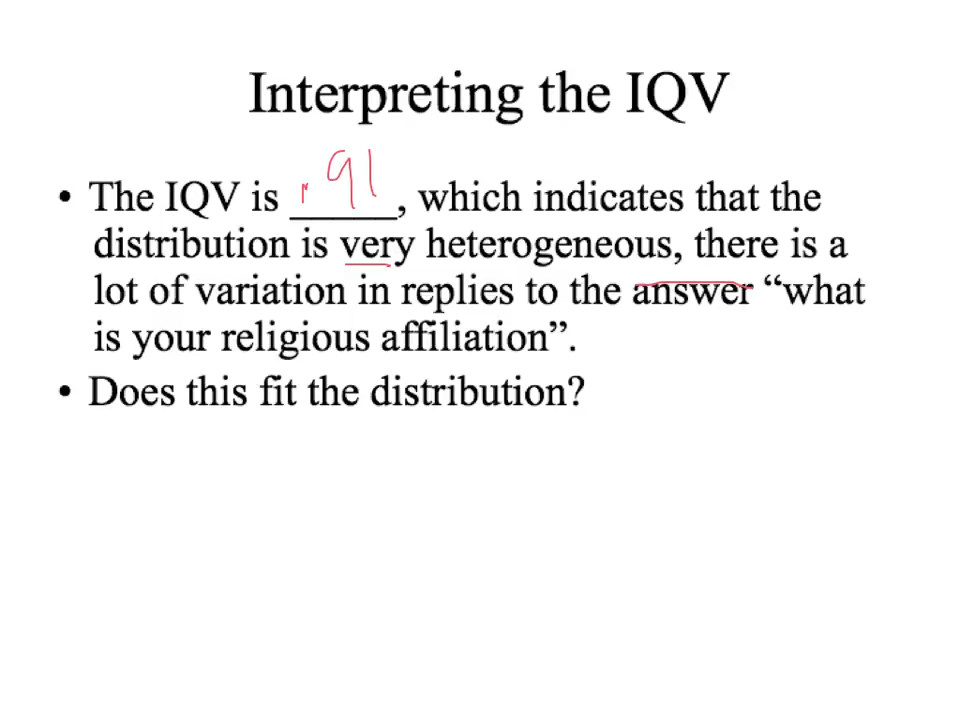 Interpreting the IQV
• The IQV is .91, which indicates that the
distribution is very heterogeneous, there is a
lot of variation in replies to the answer “what
is your religious affiliation”.
• Does this fit the distribution?